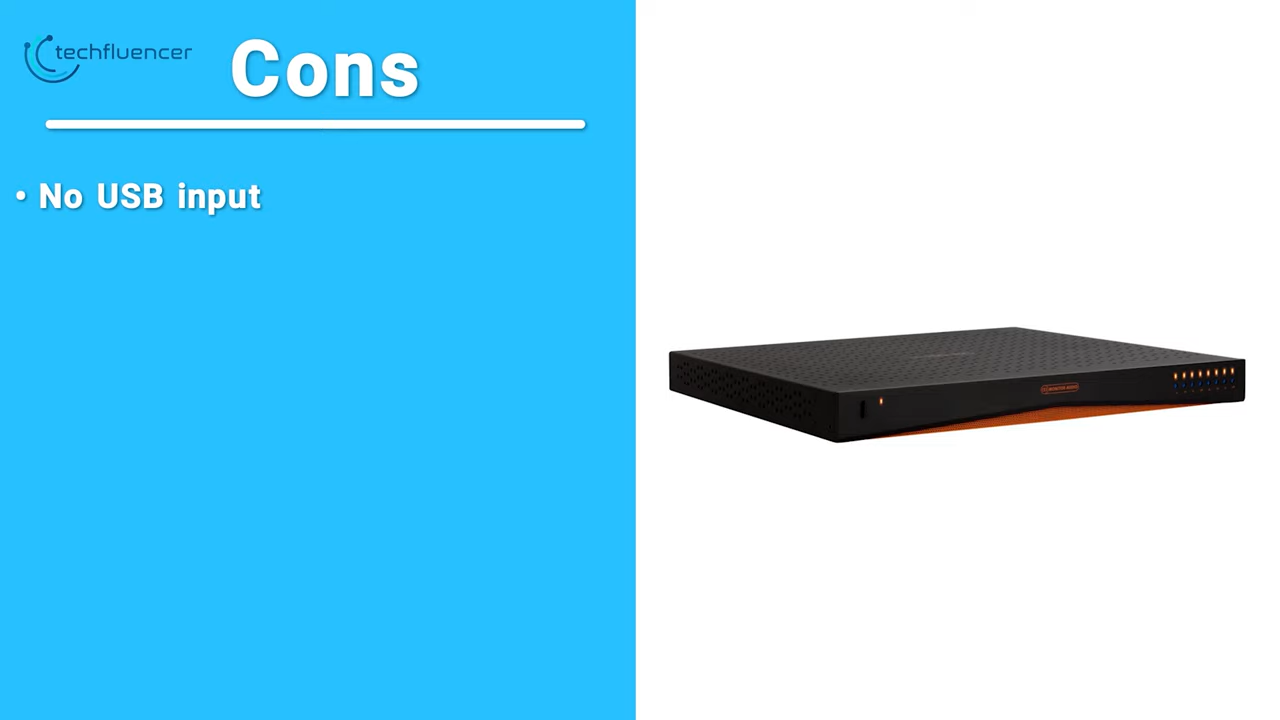 techfluencer
Cons
• No USB input